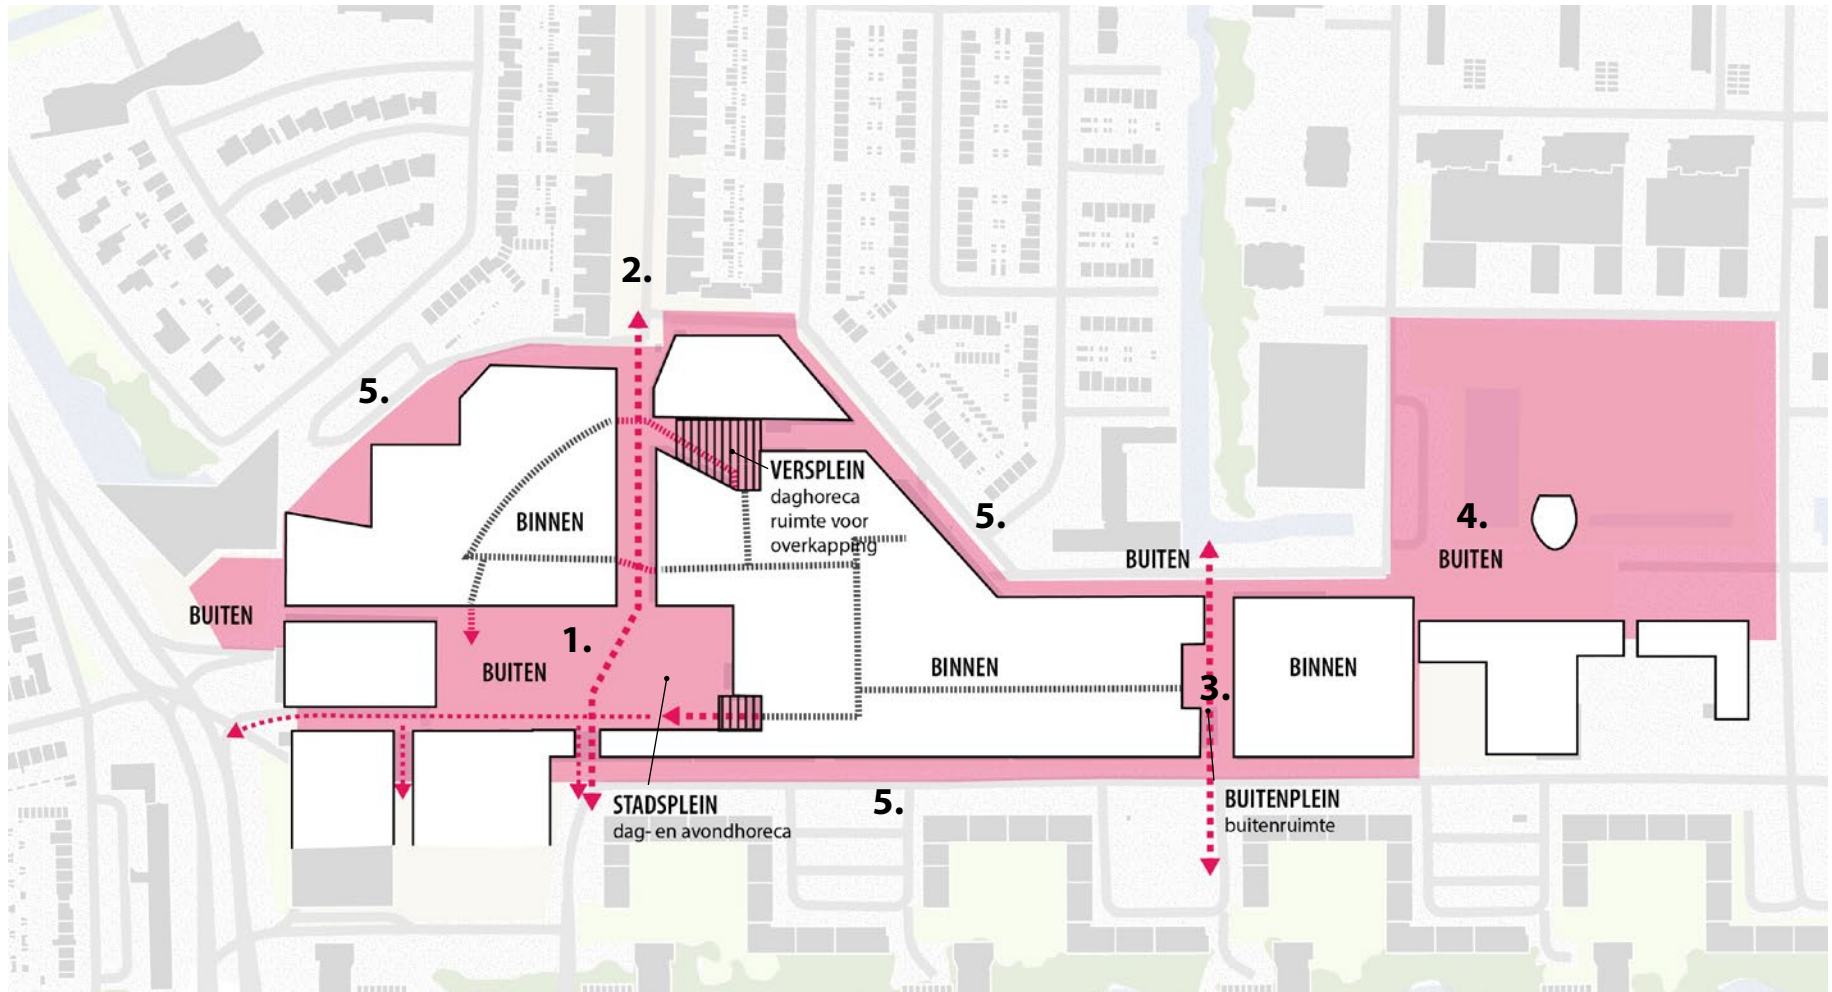 2.
5.
VERSPLEIN
daghoreca
ruimte voor
overkapping
BINNEN
5.
4.
BUITEN
BUITEN
BUITEN
1.
BUITEN
BINNEN
BINNEN
3.
STADSPLEIN
dag- en avondhoreca
5.
BUITENPLEIN
buitenruimte